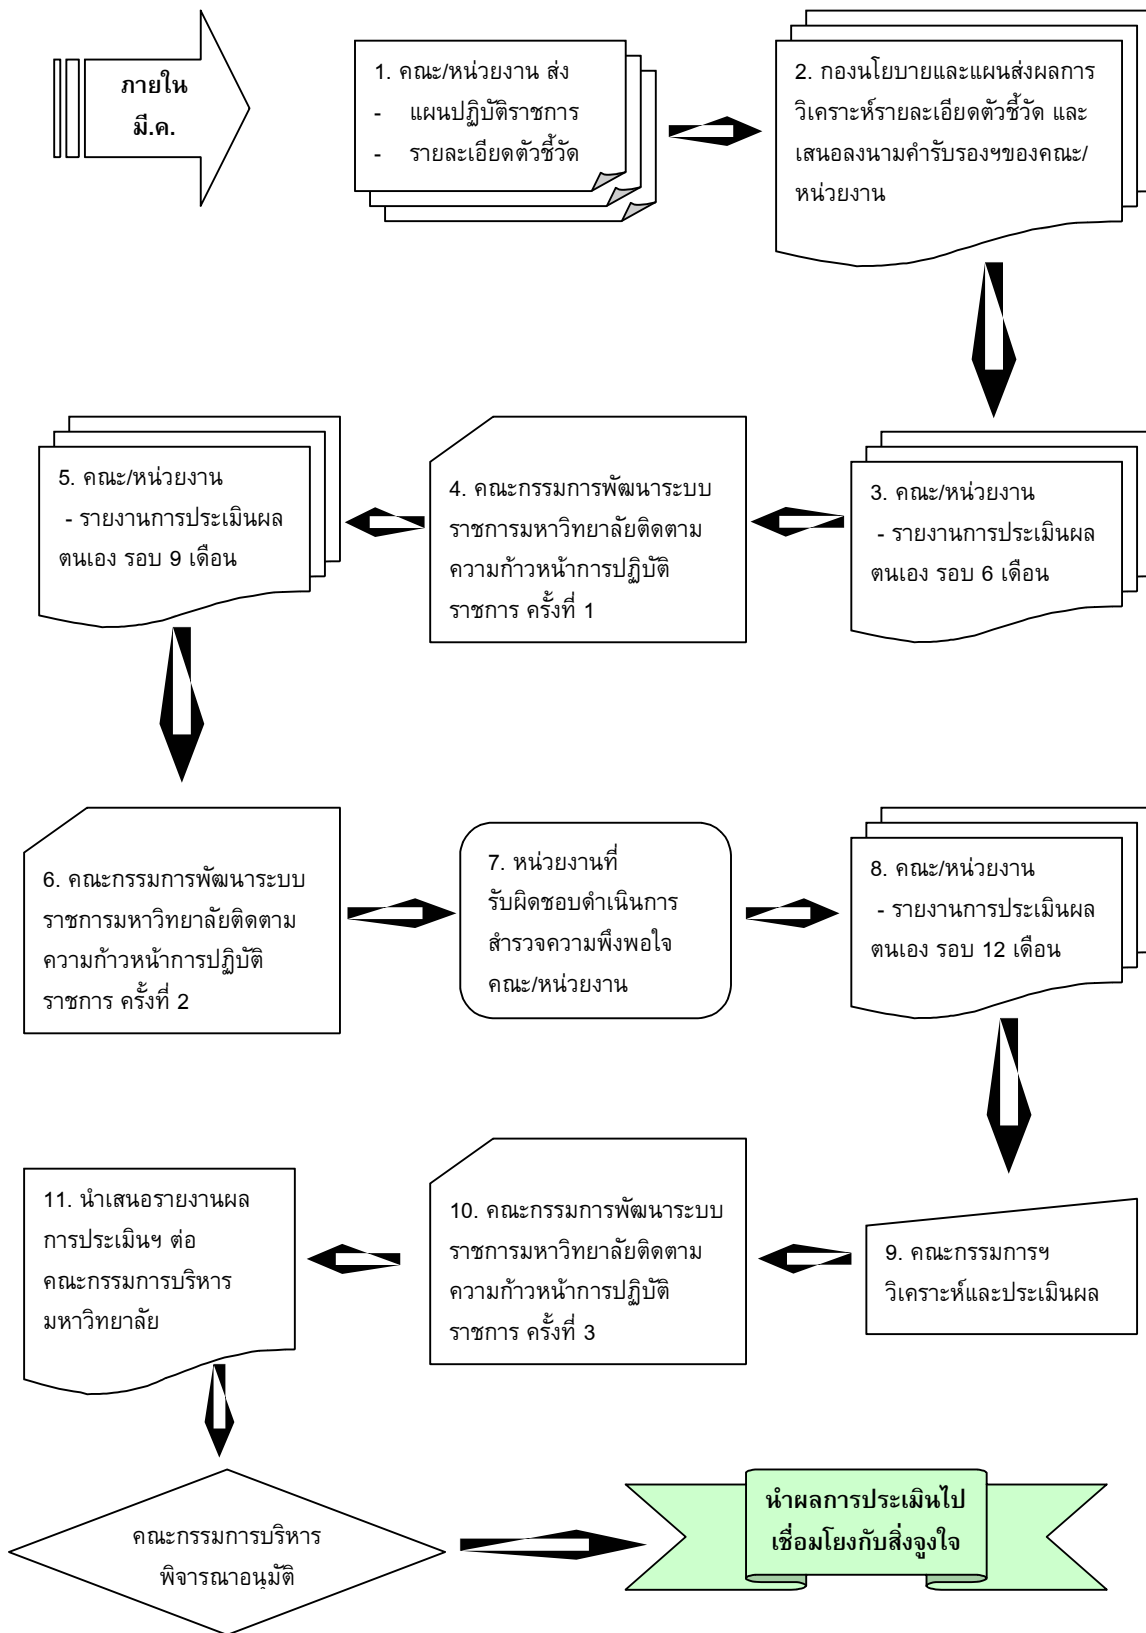 ภายใน
มี.ค.
1. คณะ/หน่วยงาน ส่ง
- แผนปฏิบัติราชการ
- รายละเอียดตัวชี้วัด
2. กองนโยบายและแผนส่งผลการ
วิเคราะห์รายละเอียดตัวชี้วัด และ
เสนอลงนามคำรับรองฯของคณะ/
หน่วยงาน
3. คณะ/หน่วยงาน
- รายงานการประเมินผล
ตนเอง รอบ 6 เดือน
4. คณะกรรมการพัฒนาระบบ
ราชการมหาวิทยาลัยติดตาม
ความก้าวหน้าการปฏิบัติ
ราชการ ครั้งที่ 1
5. คณะ/หน่วยงาน
- รายงานการประเมินผล
ตนเอง รอบ 9 เดือน
6. คณะกรรมการพัฒนาระบบ
ราชการมหาวิทยาลัยติดตาม
ความก้าวหน้าการปฏิบัติ
ราชการ ครั้งที่ 2
7. หน่วยงานที่
รับผิดชอบดำเนินการ
สำรวจความพึงพอใจ
คณะ/หน่วยงาน
8. คณะ/หน่วยงาน
- รายงานการประเมินผล
ตนเอง รอบ 12 เดือน
9. คณะกรรมการฯ
วิเคราะห์และประเมินผล
10. คณะกรรมการพัฒนาระบบ
ราชการมหาวิทยาลัยติดตาม
ความก้าวหน้าการปฏิบัติ
ราชการ ครั้งที่ 3
11. นำเสนอรายงานผล
การประเมินฯ ต่อ
คณะกรรมการบริหาร
มหาวิทยาลัย
คณะกรรมการบริหาร
พิจารณาอนุมัติ
นำผลการประเมินไป
เชื่อมโยงกับสิ่งจูงใจ